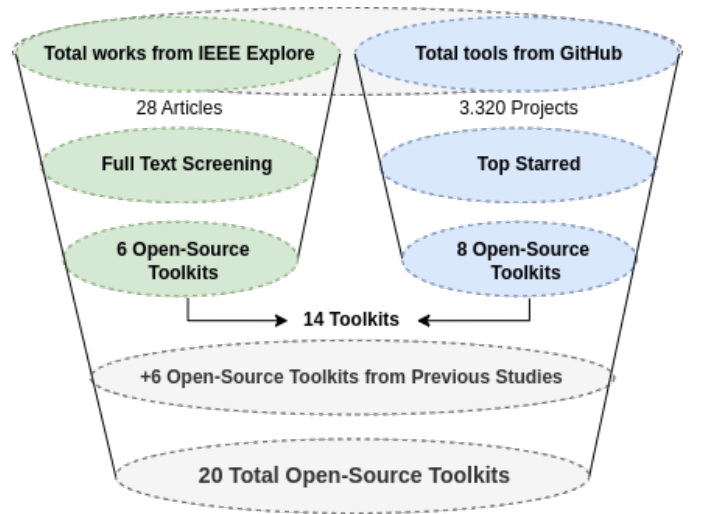 Total works from IEEE Explore
Total tools from GitHub
28 Articles
3.320 Projects
Full Text Screening
Top Starred
6 Open-Source
Toolkits
8 Open-Source
Toolkits
14 Toolkits
+6 Open-Source Toolkits from Previous Studies
20 Total Open-Source Toolkits